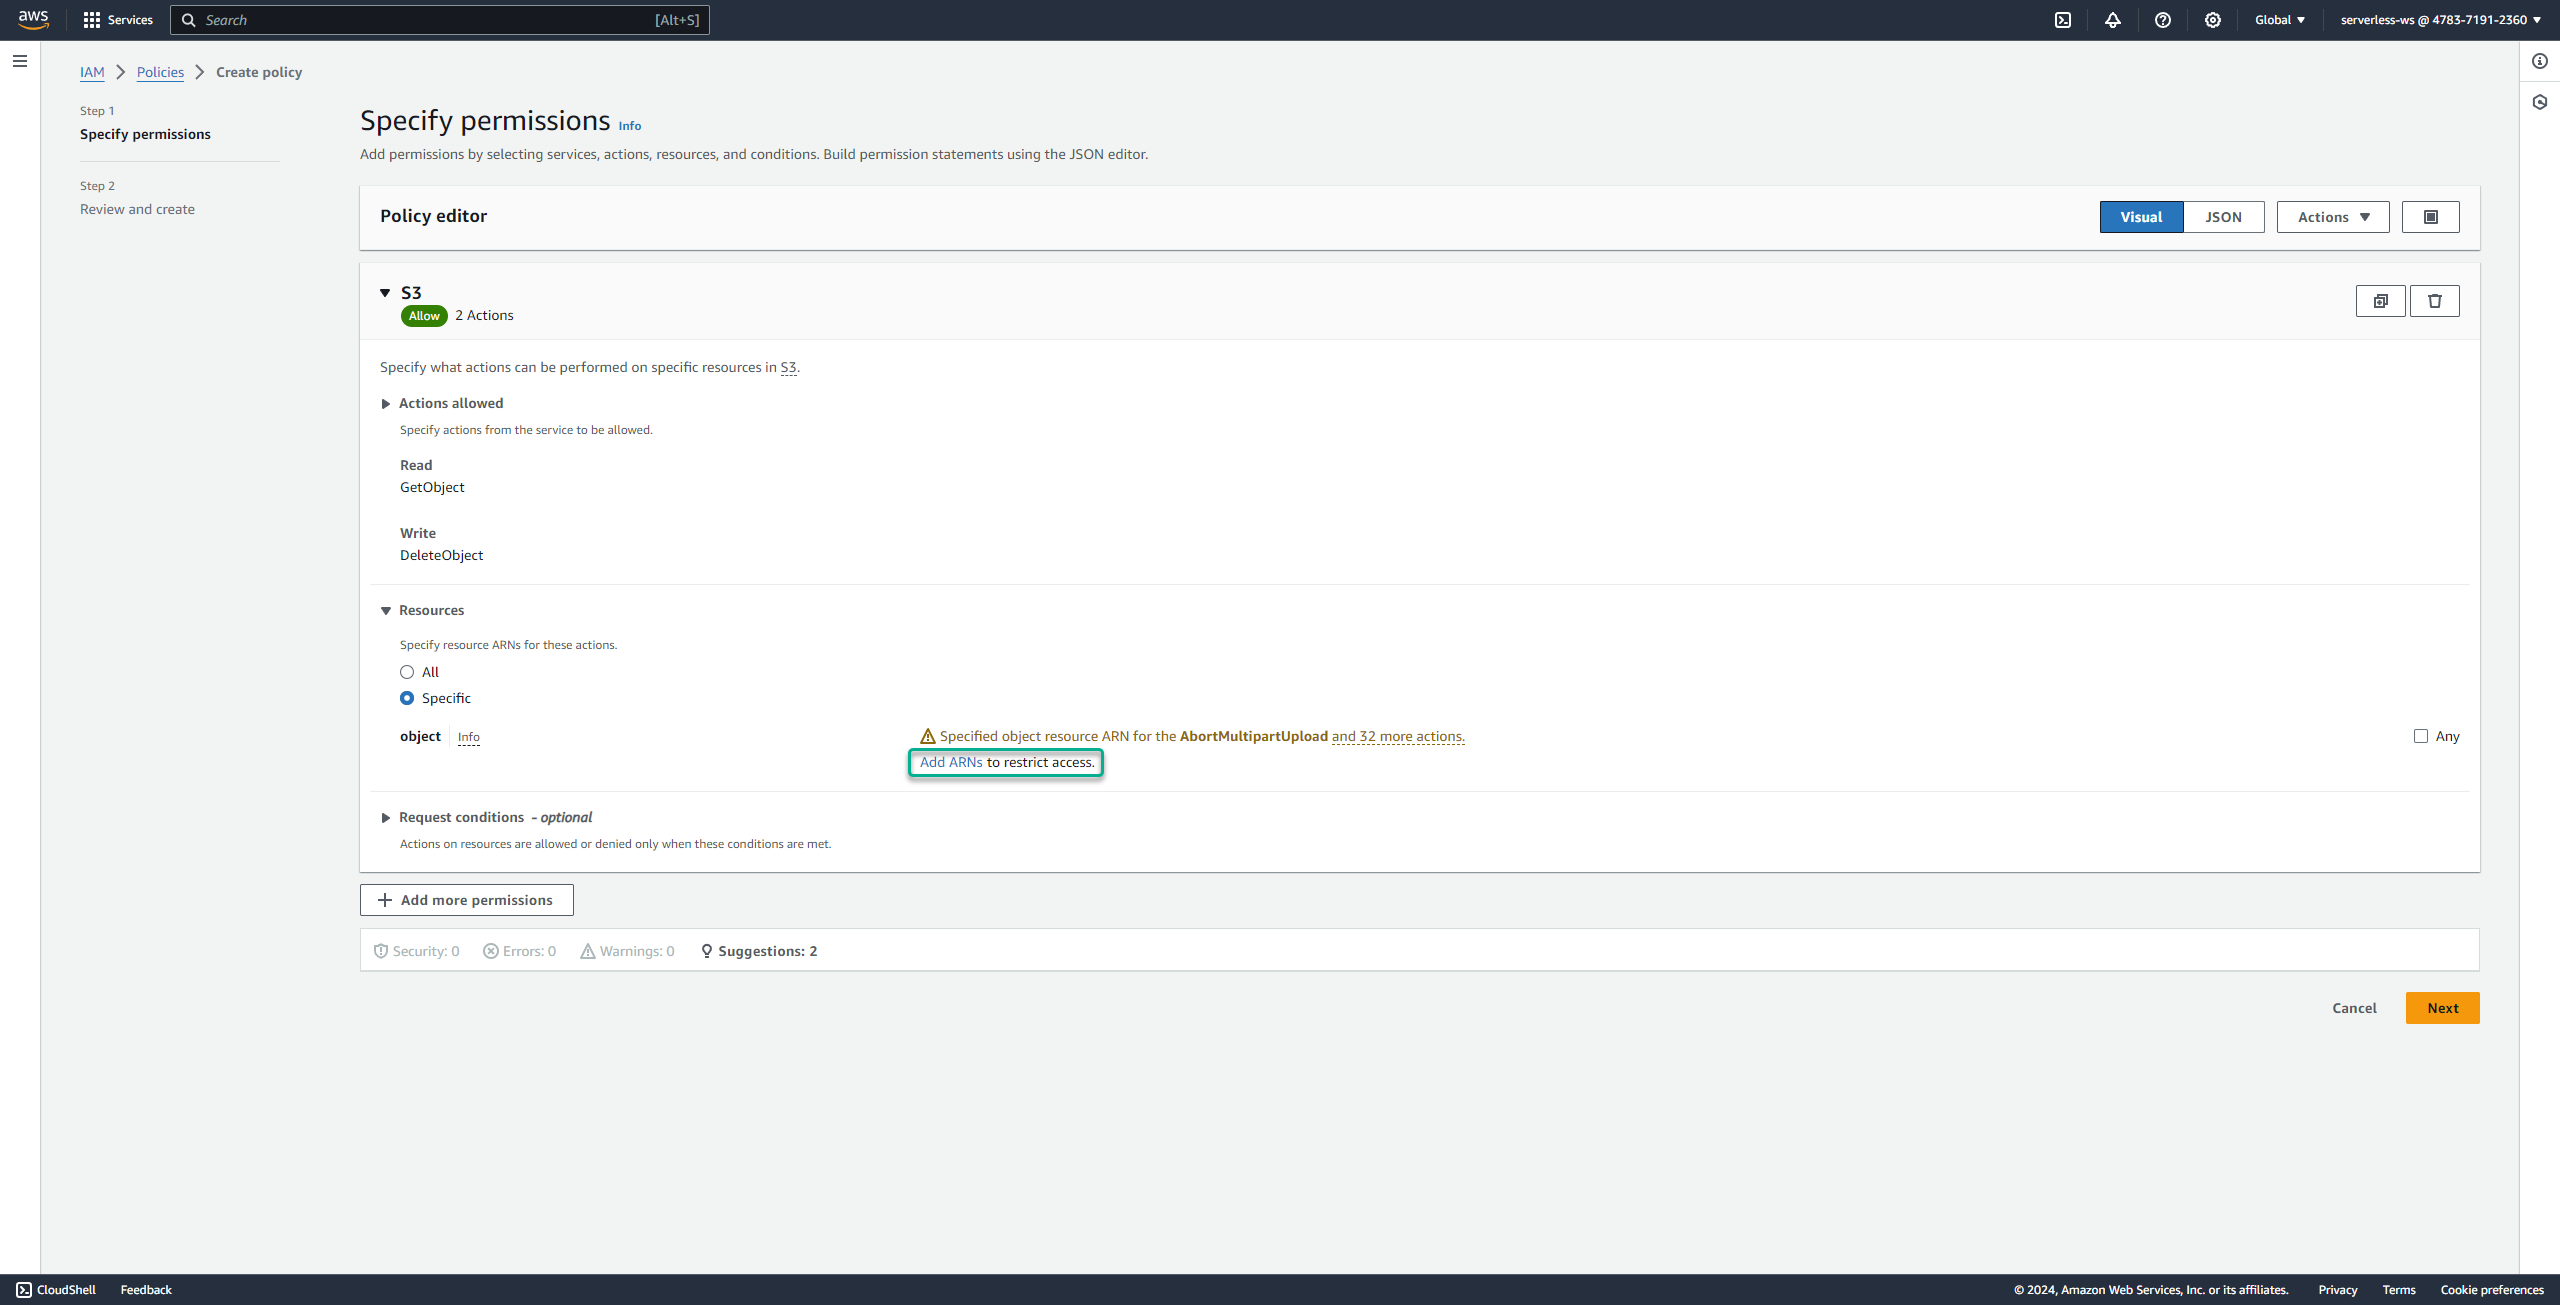 aws
Services
Search
[Alt+S]
Global
serverless-ws @ 4783-7191-2360
IAM
Policies
Create policy
Step 1
Specify permissions
Step 2
Review and create
Specify permissions Info
Add permissions by selecting services, actions, resources, and conditions. Build permission statements using the JSON editor.
Policy editor
Visual
JSON
Actions
S3
Allow 2 Actions
Specify what actions can be performed on specific resources in S3.
Actions allowed
Specify actions from the service to be allowed.
Read
GetObject
Write
DeleteObject
Resources
Specify resource ARNs for these actions.
All
Specific
object Info
Specified object resource ARN for the AbortMultipartUpload and 32 more actions.
Any
Add ARNs to restrict access.
Request conditions - optional
Actions on resources are allowed or denied only when these conditions are met.
Add more permissions
Security: 0
Errors: 0
Warnings: 0
Suggestions: 2
Cancel
Next
CloudShell
Feedback
© 2024, Amazon Web Services, Inc. or its affiliates.
Privacy
Terms
Cookie preferences